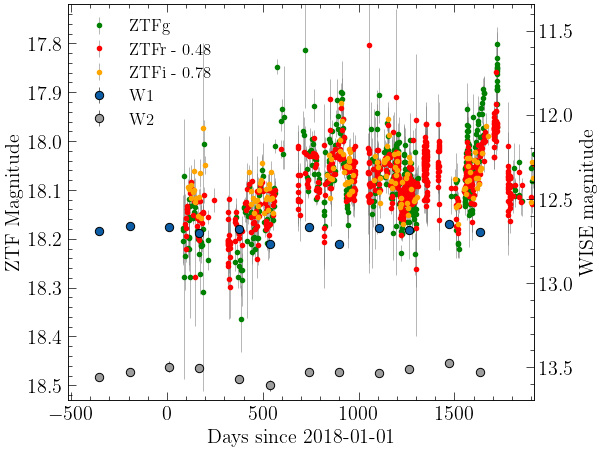 ZTFg
ZTFr - 0.48
ZTFi - 0.78
W1
W2
17.8
17.9
18.0
18.1
18.2
18.3
18.4
18.5
ZTF Magnitude
11.5
12.0
12.5
13.0
13.5
WISE magnitude
-500
0
500
1000
1500
Days since 2018-01-01